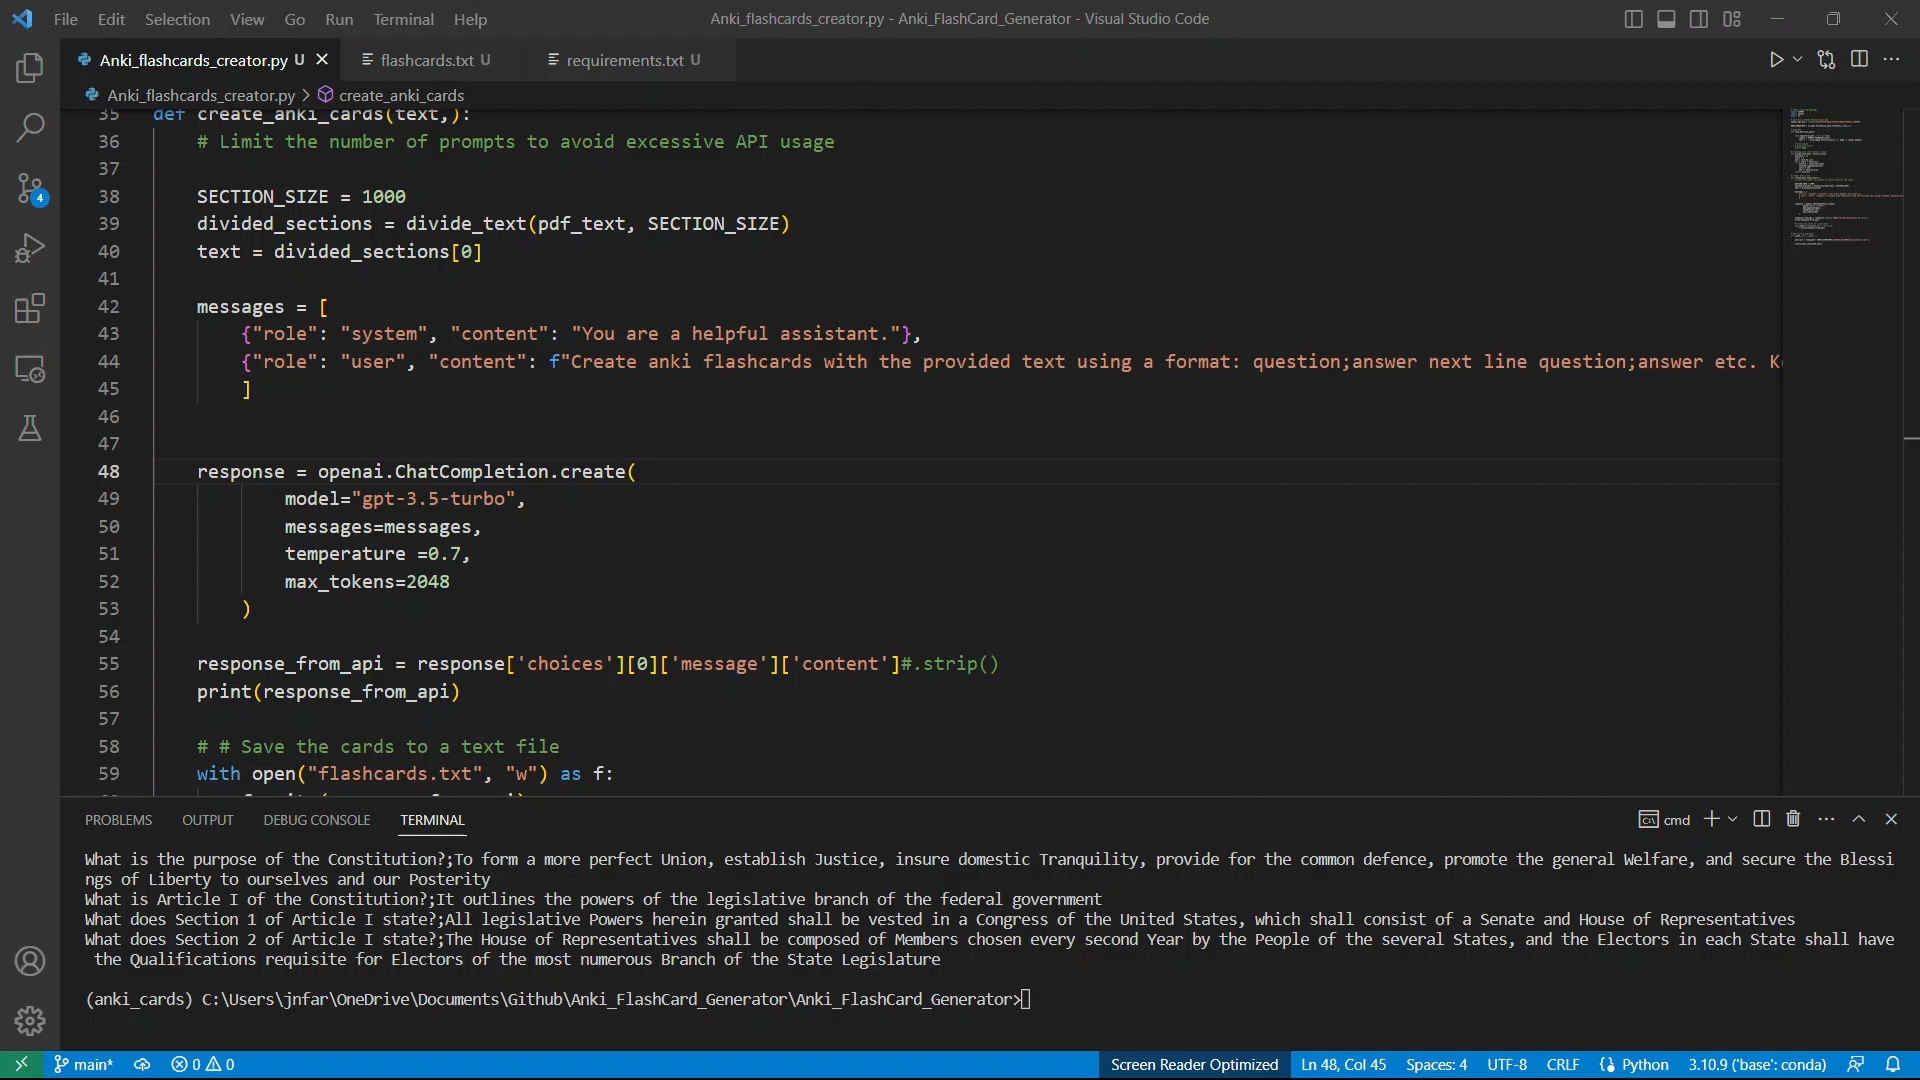 File Edit Selection View Go Run Terminal Help
Anki_flashcards_creator.py - Anki_FlashCard_Generator - Visual Studio Code
Anki_flashcards_creator.py U
flashcards.txt U
requirements.txt U
Anki_flashcards_creator.py > create_anki_cards
35 def create_anki_cards(text,):
36 # Limit the number of prompts to avoid excessive API usage
37
38 SECTION_SIZE = 1000
39 divided_sections = divide_text(pdf_text, SECTION_SIZE)
40 text = divided_sections[0]
41
42 messages = [
43 {"role": "system", "content": "You are a helpful assistant."},
44 {"role": "user", "content": f"Create anki flashcards with the provided text using a format: question;answer next line question;answer etc. K
45 ]
46
47
48 response = openai.ChatCompletion.create(
49 model="gpt-3.5-turbo",
50 messages=messages,
51 temperature =0.7,
52 max_tokens=2048
53 )
54
55 response_from_api = response['choices'][0]['message']['content']#.strip()
56 print(response_from_api)
57
58 # # Save the cards to a text file
59 with open("flashcards.txt", "w") as f:
4
PROBLEMS OUTPUT DEBUG CONSOLE TERMINAL
cmd
What is the purpose of the Constitution?;To form a more perfect Union, establish Justice, insure domestic Tranquility, provide for the common defence, promote the general Welfare, and secure the Blessi
ngs of Liberty to ourselves and our Posterity
What is Article I of the Constitution?;It outlines the powers of the legislative branch of the federal government
What does Section 1 of Article I state?;All legislative Powers herein granted shall be vested in a Congress of the United States, which shall consist of a Senate and House of Representatives
What does Section 2 of Article I state?;The House of Representatives shall be composed of Members chosen every second Year by the People of the several States, and the Electors in each State shall have
the Qualifications requisite for Electors of the most numerous Branch of the State Legislature
(anki_cards) C:\Users\jnfar\OneDrive\Documents\Github\Anki_FlashCard_Generator\Anki_FlashCard_Generator>
main* 0 0 Screen Reader Optimized Ln 48, Col 45 Spaces: 4 UTF-8 CRLF Python 3.10.9 ('base': conda)